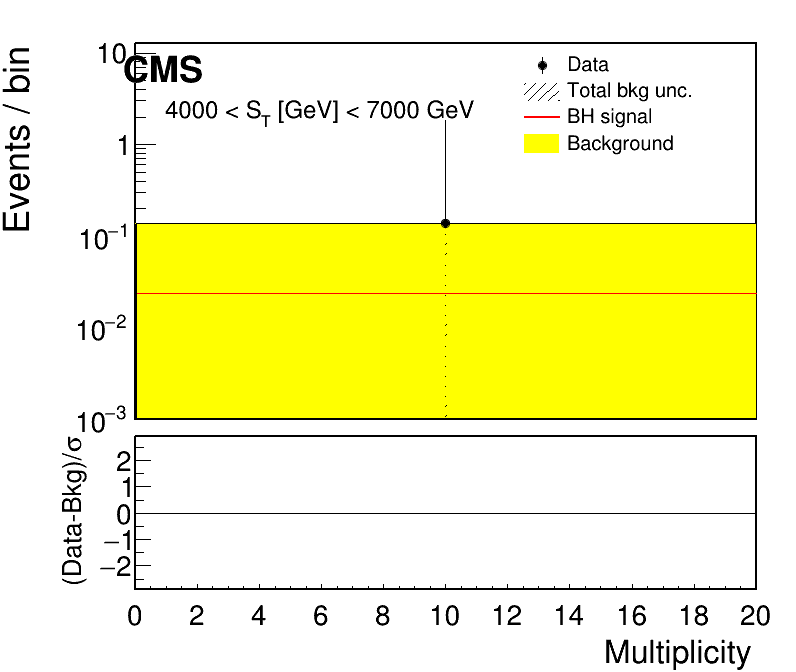 Events / bin
10
1
10⁻¹
10⁻²
10⁻³
CMS
4000 < S_T [GeV] < 7000 GeV
Data
Total bkg unc.
BH signal
Background
(Data-Bkg)/σ
2
1
0
−1
−2
0 2 4 6 8 10 12 14 16 18 20
Multiplicity